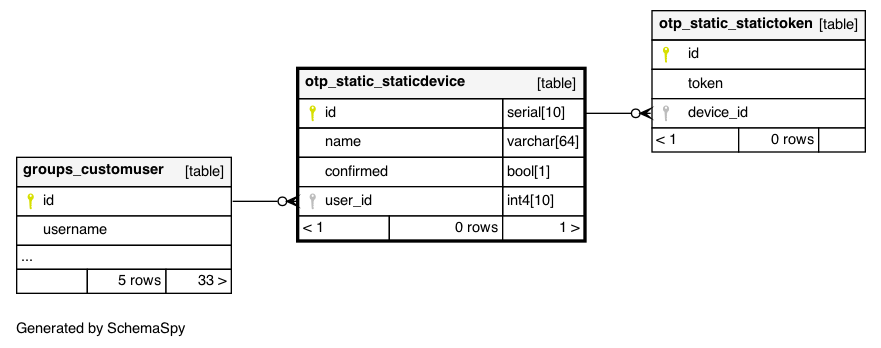 otp_static_statictoken [table]
id
token
device_id
< 1 0 rows
otp_static_staticdevice [table]
id serial[10]
name varchar[64]
confirmed bool[1]
user_id int4[10]
< 1 0 rows 1 >
groups_customuser [table]
id
username
...
5 rows 33 >
Generated by SchemaSpy